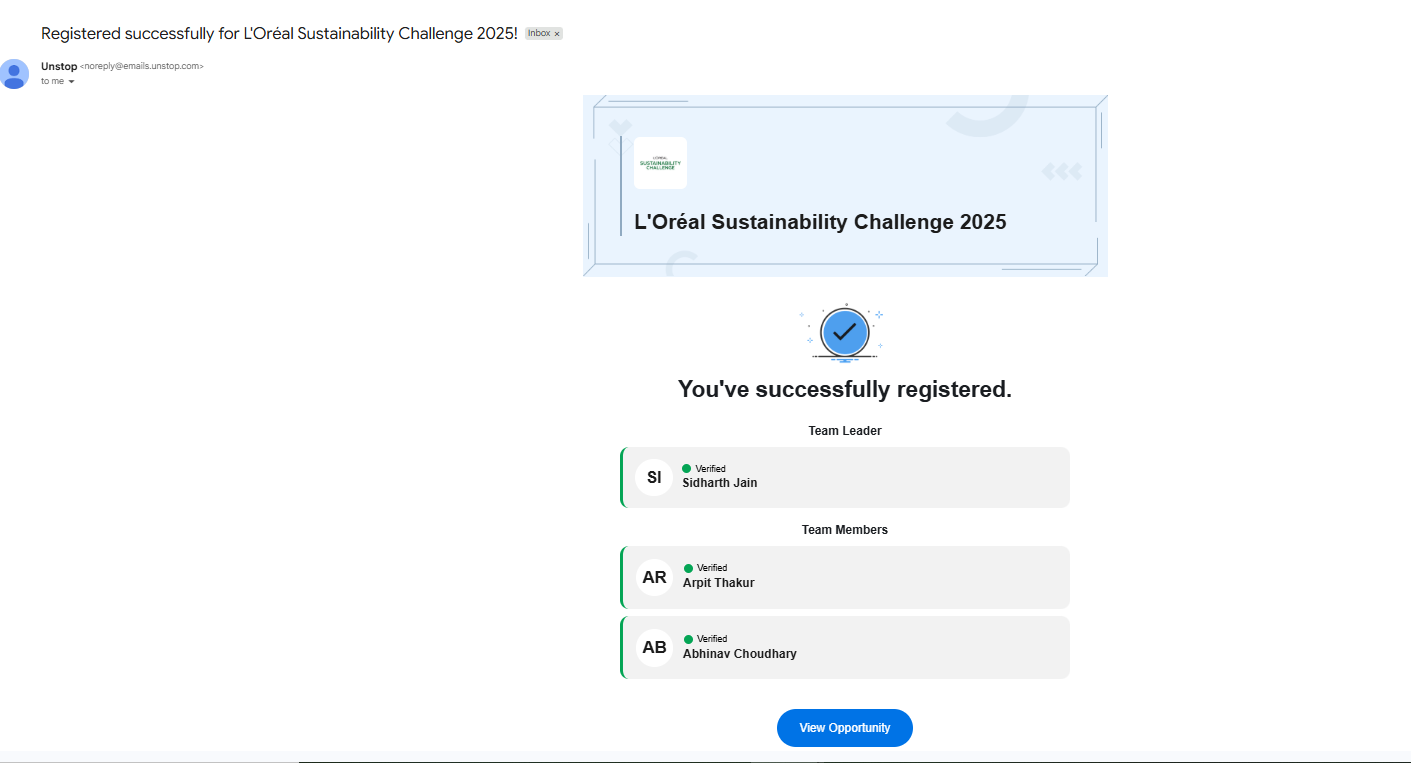 Registered successfully for L'Oréal Sustainability Challenge 2025! Inbox ×
Unstop <noreply@emails.unstop.com>
to me
L'ORÉAL
SUSTAINABILITY
CHALLENGE
L'Oréal Sustainability Challenge 2025
You've successfully registered.
Team Leader
SI
Verified
Sidharth Jain
Team Members
AR
Verified
Arpit Thakur
AB
Verified
Abhinav Choudhary
View Opportunity